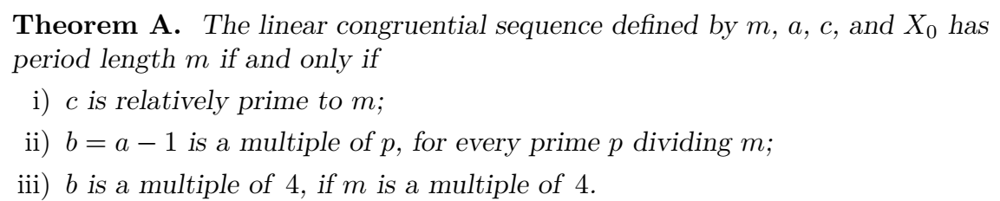 Theorem A. The linear congruential sequence defined by m, a, c, and X₀ has
period length m if and only if
i) c is relatively prime to m;
ii) b = a − 1 is a multiple of p, for every prime p dividing m;
iii) b is a multiple of 4, if m is a multiple of 4.